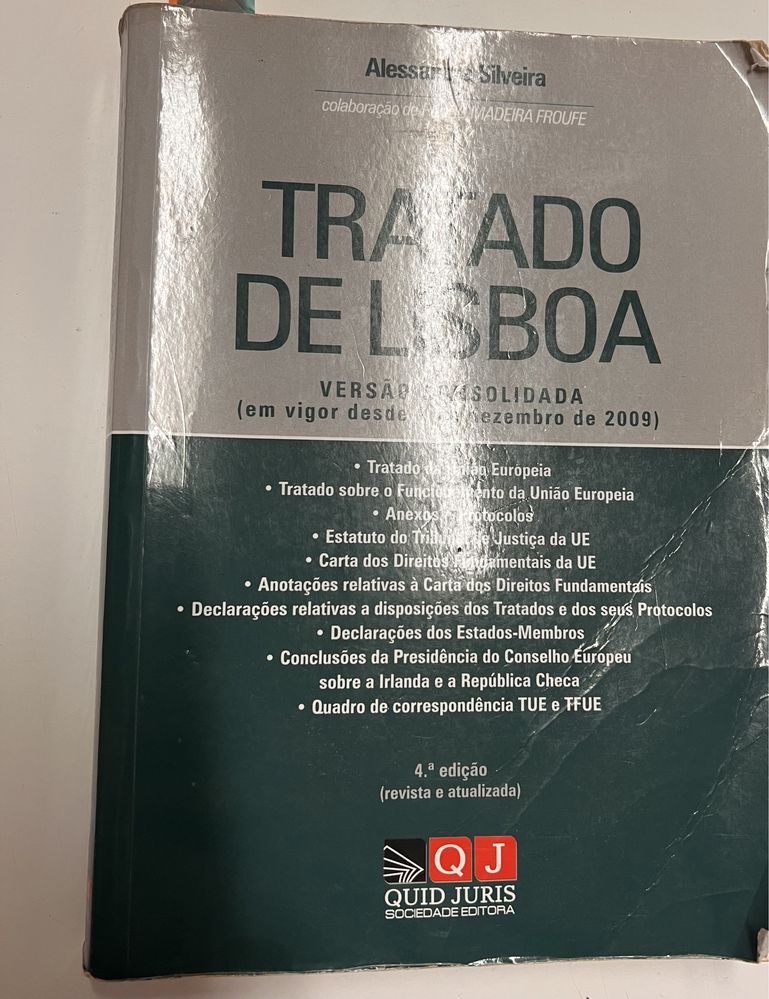 Alessandra Silveira
colaboração de MADEIRA FROUFE
TRATADO
DE LISBOA
VERSÃO CONSOLIDADA
(em vigor desde dezembro de 2009)
• Tratado da União Europeia
• Tratado sobre o Funcionamento da União Europeia
• Anexos e Protocolos
• Estatuto do Tribunal de Justiça da UE
• Carta dos Direitos Fundamentais da UE
• Anotações relativas à Carta dos Direitos Fundamentais
• Declarações relativas a disposições dos Tratados e dos seus Protocolos
• Declarações dos Estados-Membros
• Conclusões da Presidência do Conselho Europeu
sobre a Irlanda e a República Checa
• Quadro de correspondência TUE e TFUE
4.ª edição
(revista e atualizada)
QJ
QUID JURIS
SOCIEDADE EDITORA